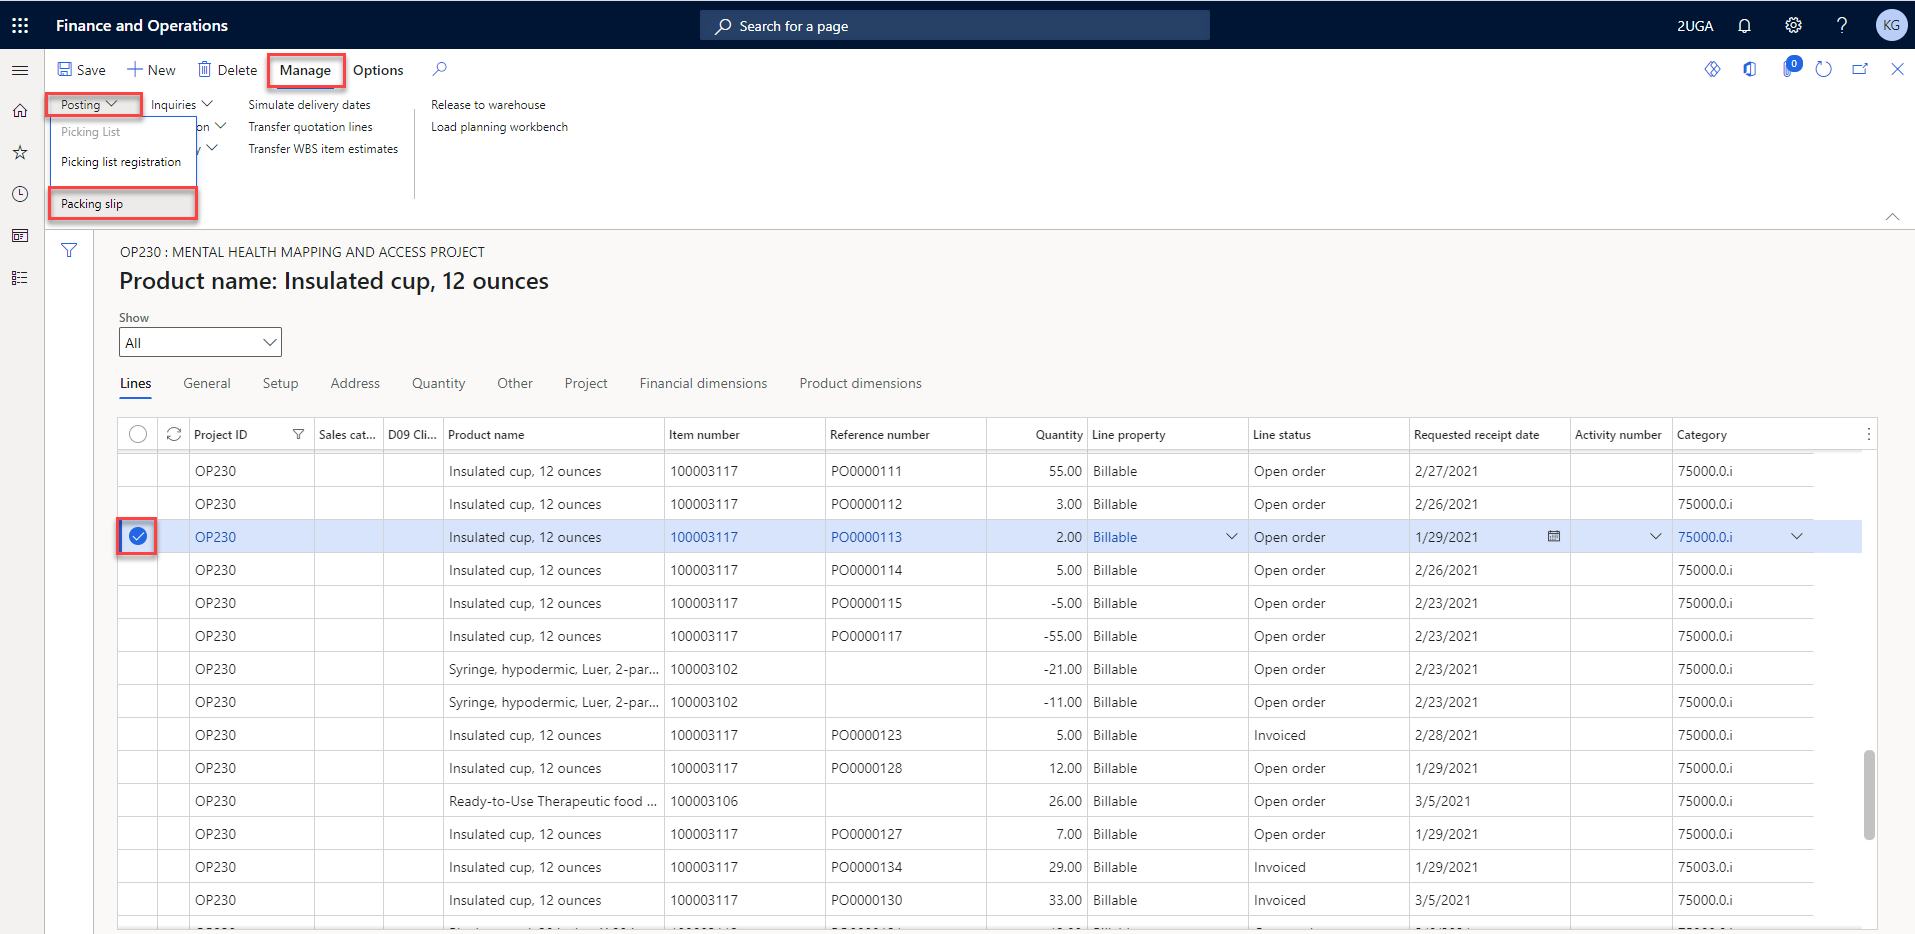 Finance and Operations
Search for a page
2UGA
KG
Save
New
Delete
Manage
Options
0
Posting
Inquiries
Simulate delivery dates
Release to warehouse
Picking List
on
Transfer quotation lines
Load planning workbench
Transfer WBS item estimates
Picking list registration
Packing slip
OP230 : MENTAL HEALTH MAPPING AND ACCESS PROJECT
Product name: Insulated cup, 12 ounces
Show
All
Lines General Setup Address Quantity Other Project Financial dimensions Product dimensions
Project ID Sales cat... D09 Cli... Product name Item number Reference number Quantity Line property Line status Requested receipt date Activity number Category
OP230 Insulated cup, 12 ounces 100003117 PO0000111 55.00 Billable Open order 2/27/2021 75000.0.i
OP230 Insulated cup, 12 ounces 100003117 PO0000112 3.00 Billable Open order 2/26/2021 75000.0.i
OP230 Insulated cup, 12 ounces 100003117 PO0000113 2.00 Billable Open order 1/29/2021 75000.0.i
OP230 Insulated cup, 12 ounces 100003117 PO0000114 5.00 Billable Open order 2/26/2021 75000.0.i
OP230 Insulated cup, 12 ounces 100003117 PO0000115 -5.00 Billable Open order 2/23/2021 75000.0.i
OP230 Insulated cup, 12 ounces 100003117 PO0000117 -55.00 Billable Open order 2/23/2021 75000.0.i
OP230 Syringe, hypodermic, Luer, 2-par... 100003102 -21.00 Billable Open order 2/23/2021 75000.0.i
OP230 Syringe, hypodermic, Luer, 2-par... 100003102 -11.00 Billable Open order 2/23/2021 75000.0.i
OP230 Insulated cup, 12 ounces 100003117 PO0000123 5.00 Billable Invoiced 2/28/2021 75000.0.i
OP230 Insulated cup, 12 ounces 100003117 PO0000128 12.00 Billable Open order 1/29/2021 75000.0.i
OP230 Ready-to-Use Therapeutic food ... 100003106 26.00 Billable Open order 3/5/2021 75000.0.i
OP230 Insulated cup, 12 ounces 100003117 PO0000127 7.00 Billable Open order 1/29/2021 75000.0.i
OP230 Insulated cup, 12 ounces 100003117 PO0000134 29.00 Billable Invoiced 1/29/2021 75003.0.i
OP230 Insulated cup, 12 ounces 100003117 PO0000130 33.00 Billable Invoiced 3/5/2021 75000.0.i